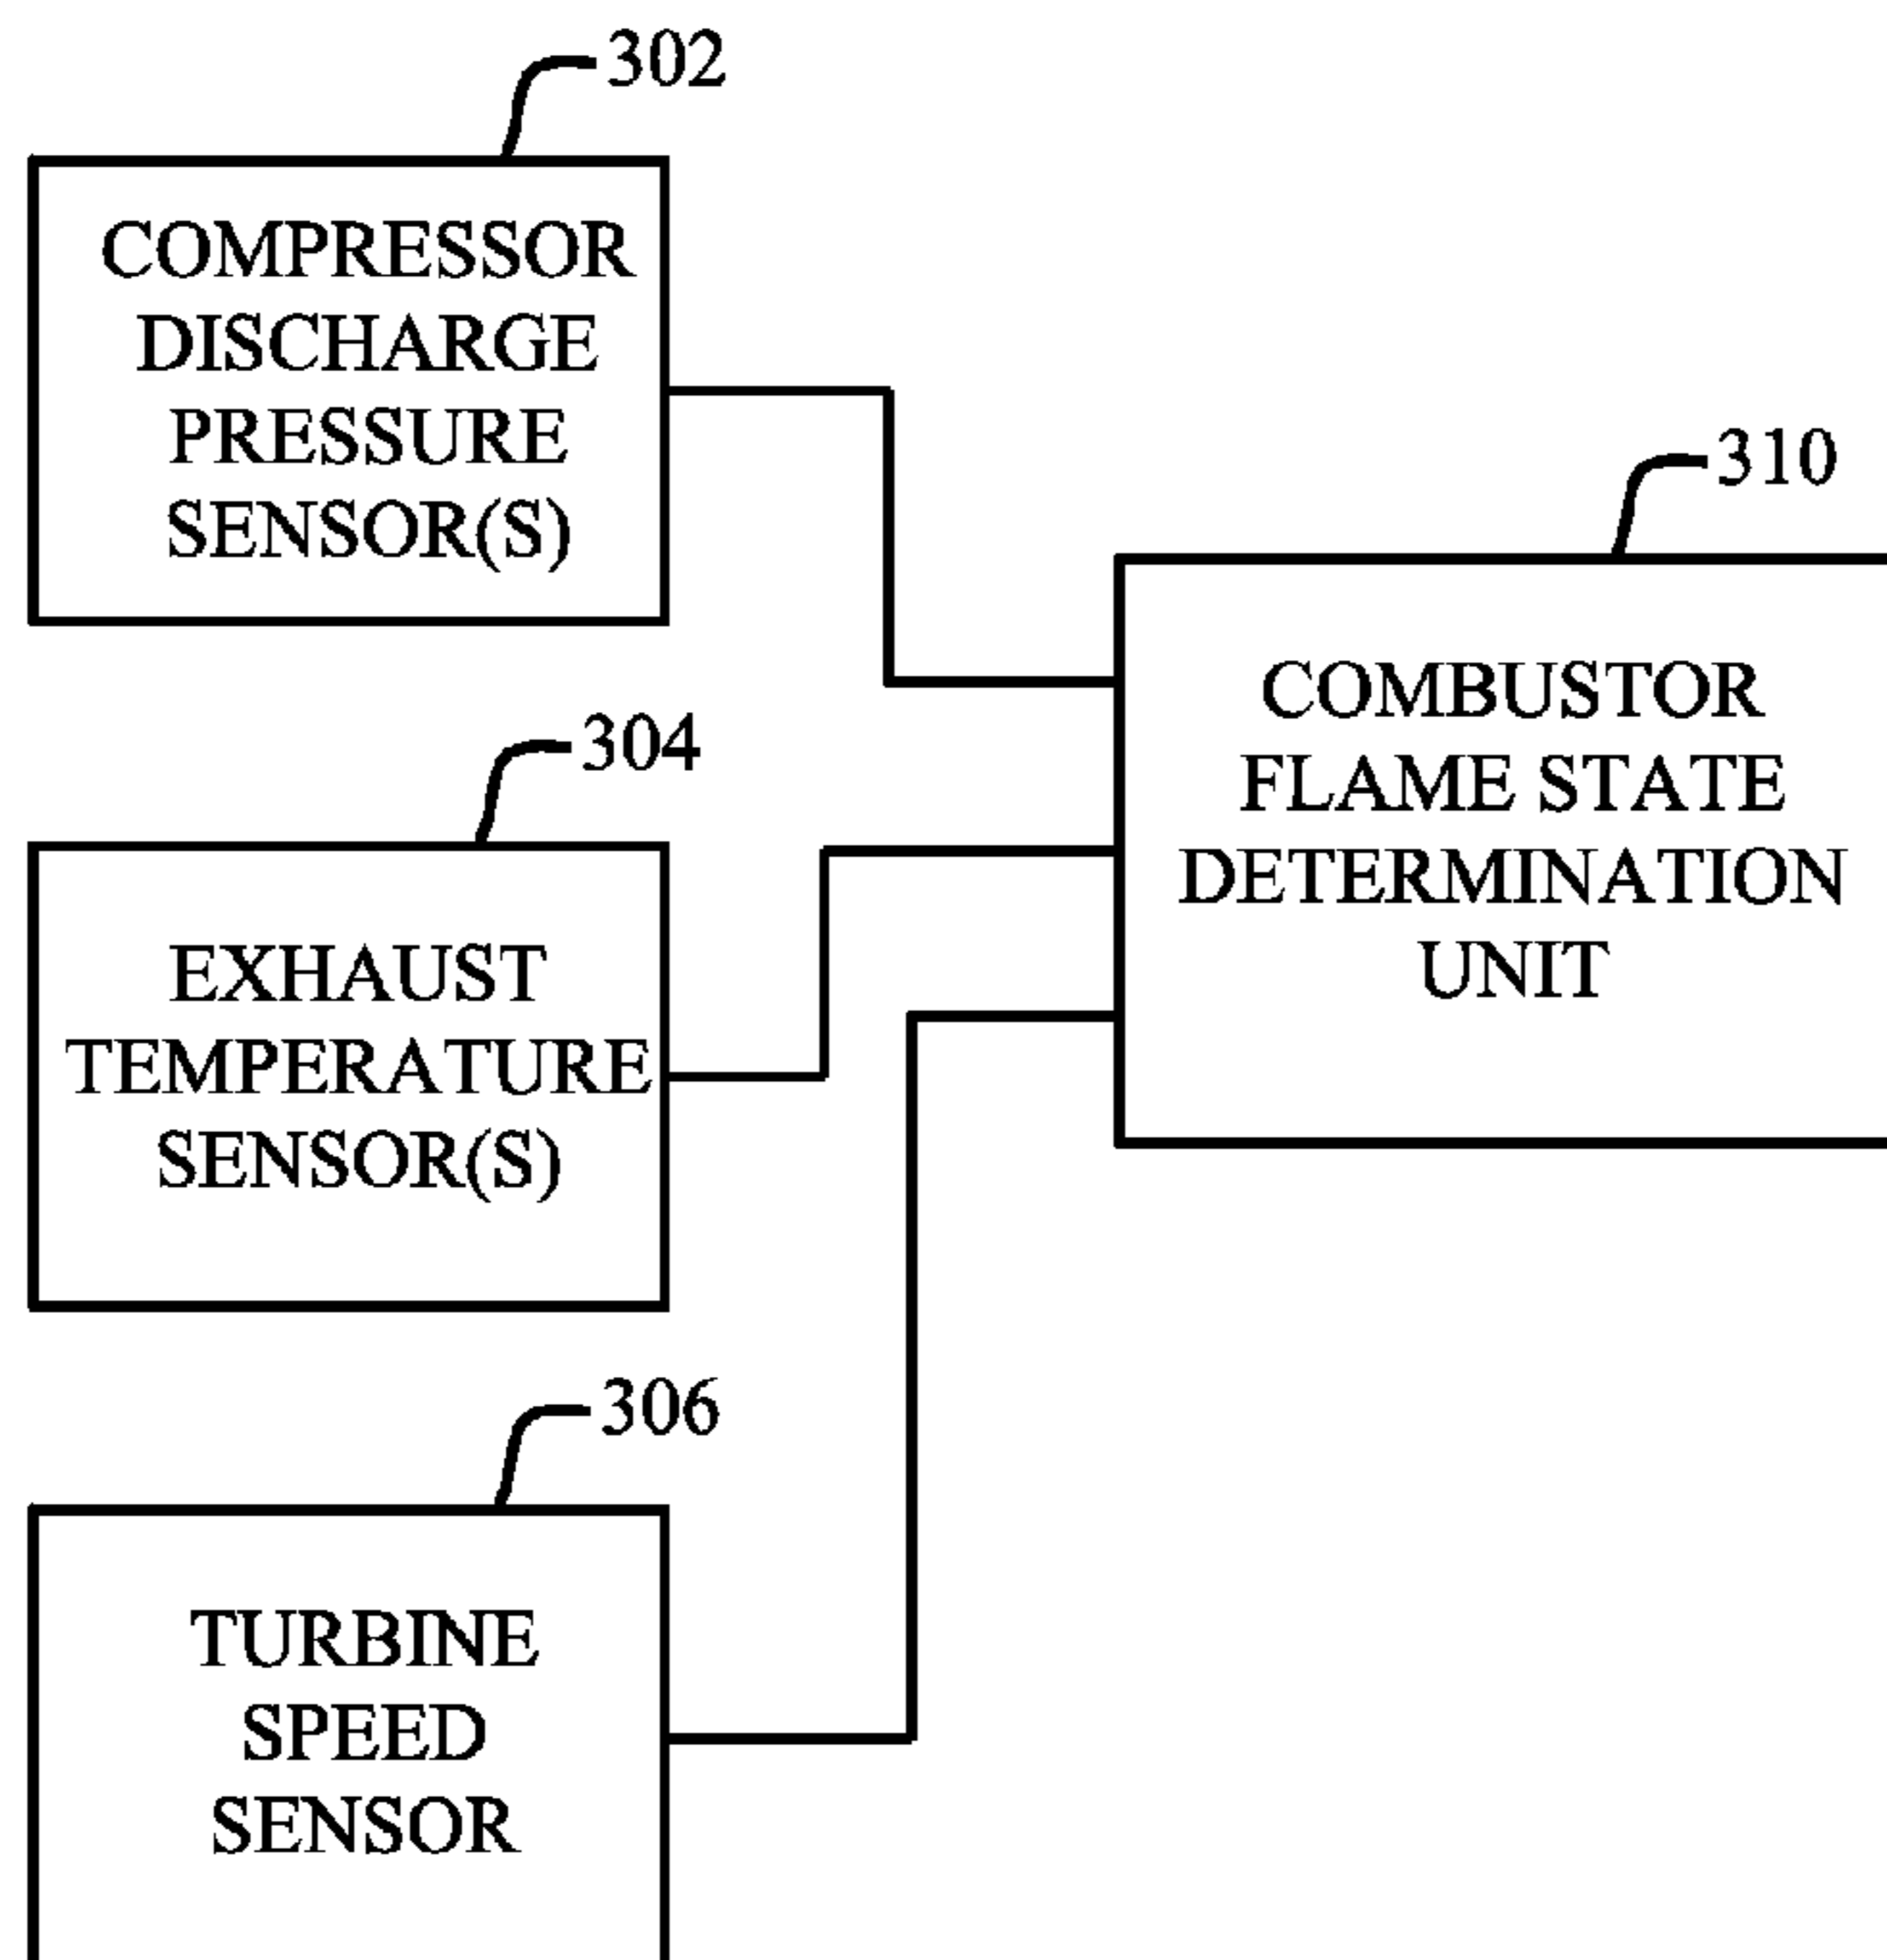 302
COMPRESSOR
DISCHARGE
PRESSURE
SENSOR(S)
310
COMBUSTOR
FLAME STATE
DETERMINATION
UNIT
304
EXHAUST
TEMPERATURE
SENSOR(S)
306
TURBINE
SPEED
SENSOR